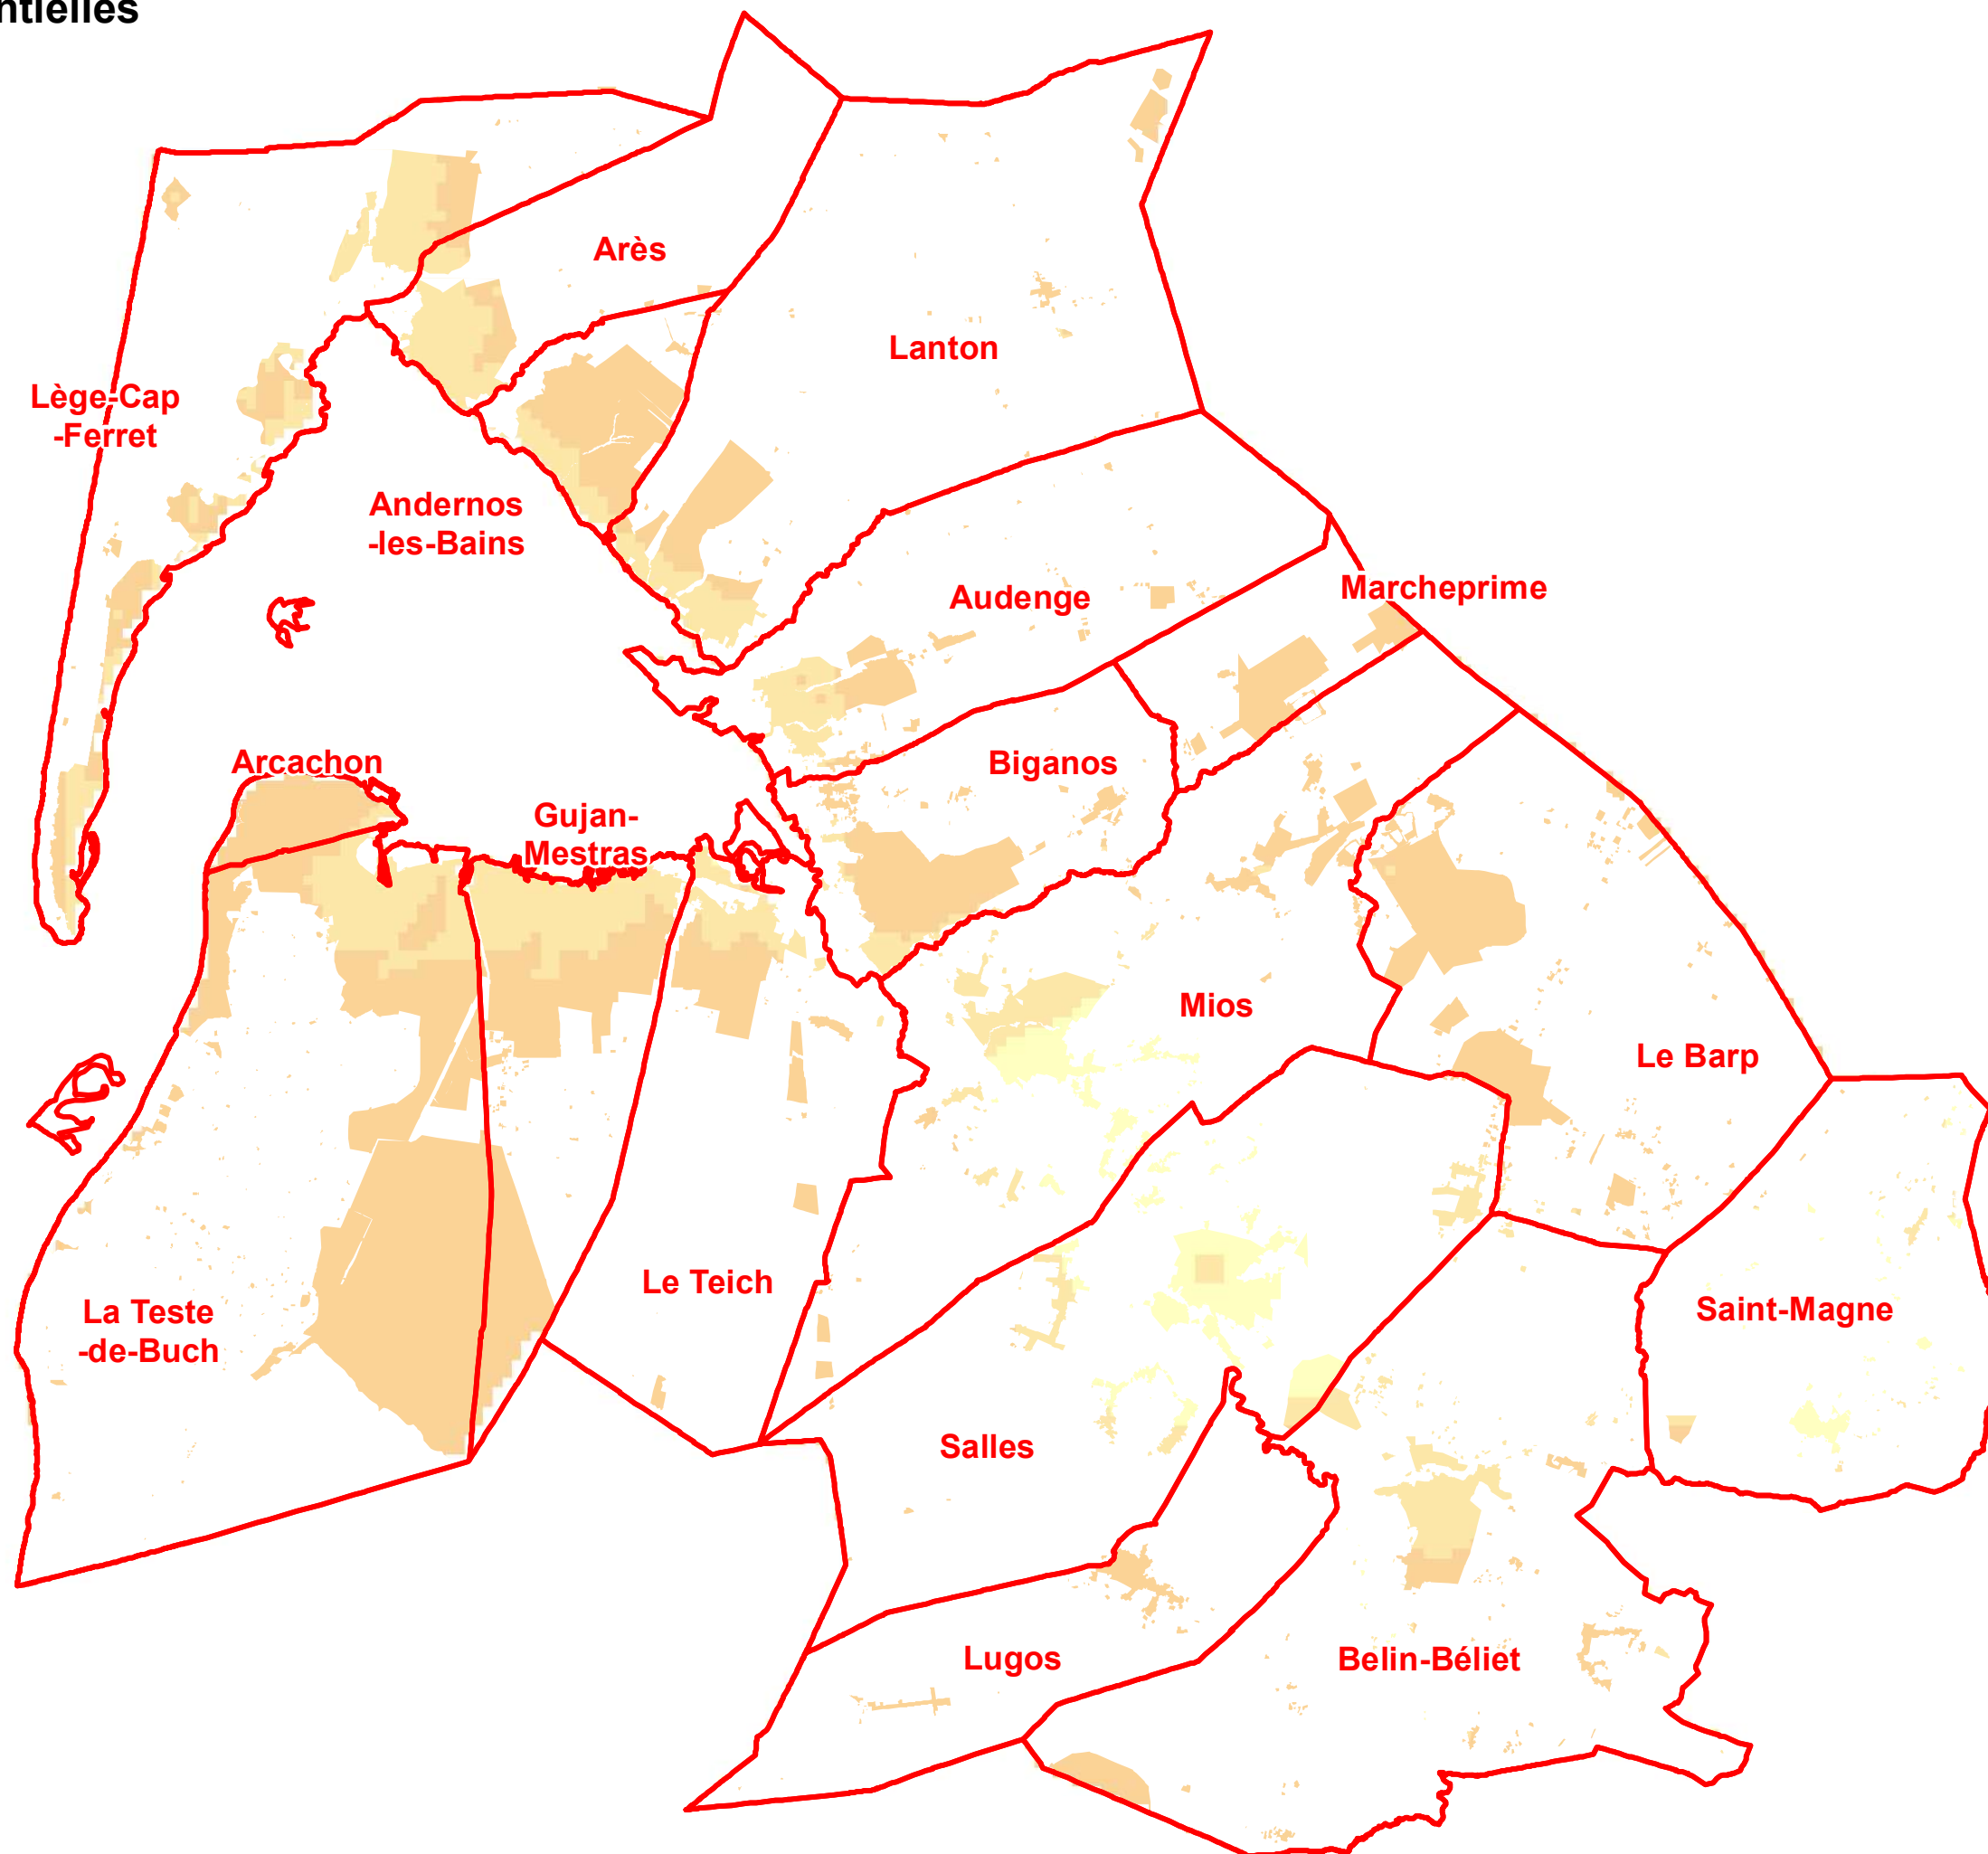 ntielles
Arès
Lanton
Lège-Cap
-Ferret
Andernos
-les-Bains
Marcheprime
Audenge
Arcachon
Biganos
Gujan-
Mestras
Mios
Le Barp
Le Teich
La Teste
-de-Buch
Saint-Magne
Salles
Lugos
Belin-Béliet